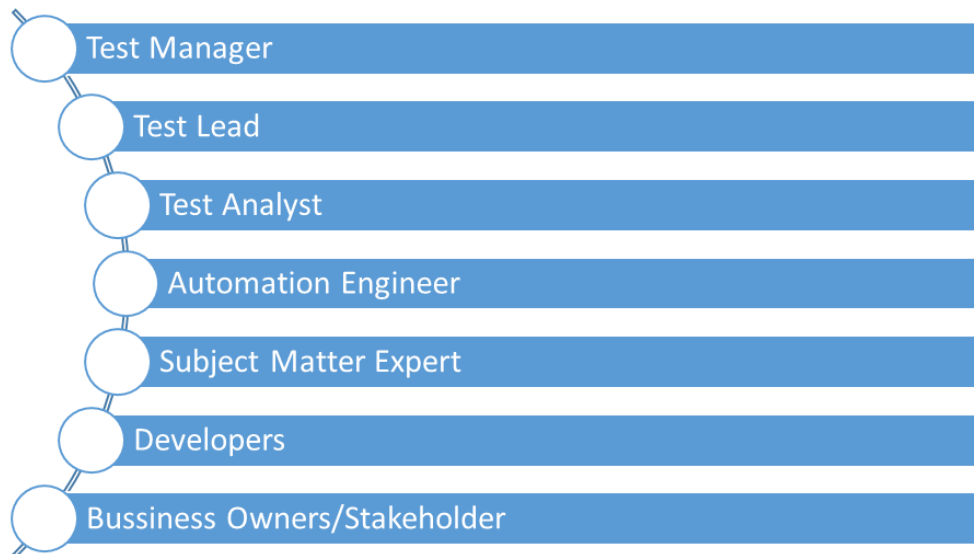 Test Manager
Test Lead
Test Analyst
Automation Engineer
Subject Matter Expert
Developers
Bussiness Owners/Stakeholder